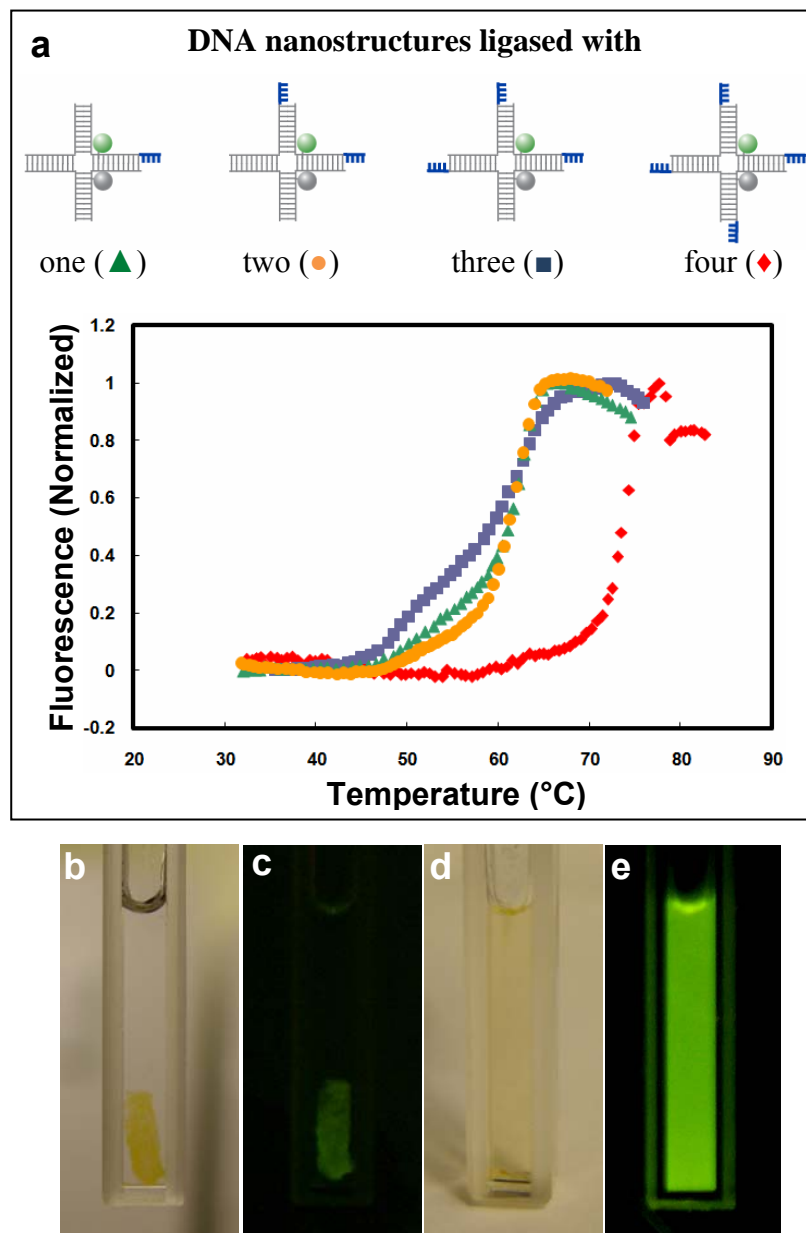 a
DNA nanostructures ligased with
one (▲) two (●) three (■) four (♦)
Fluorescence (Normalized)
1.2
1
0.8
0.6
0.4
0.2
0
-0.2
20 30 40 50 60 70 80 90
Temperature (°C)
b c d e